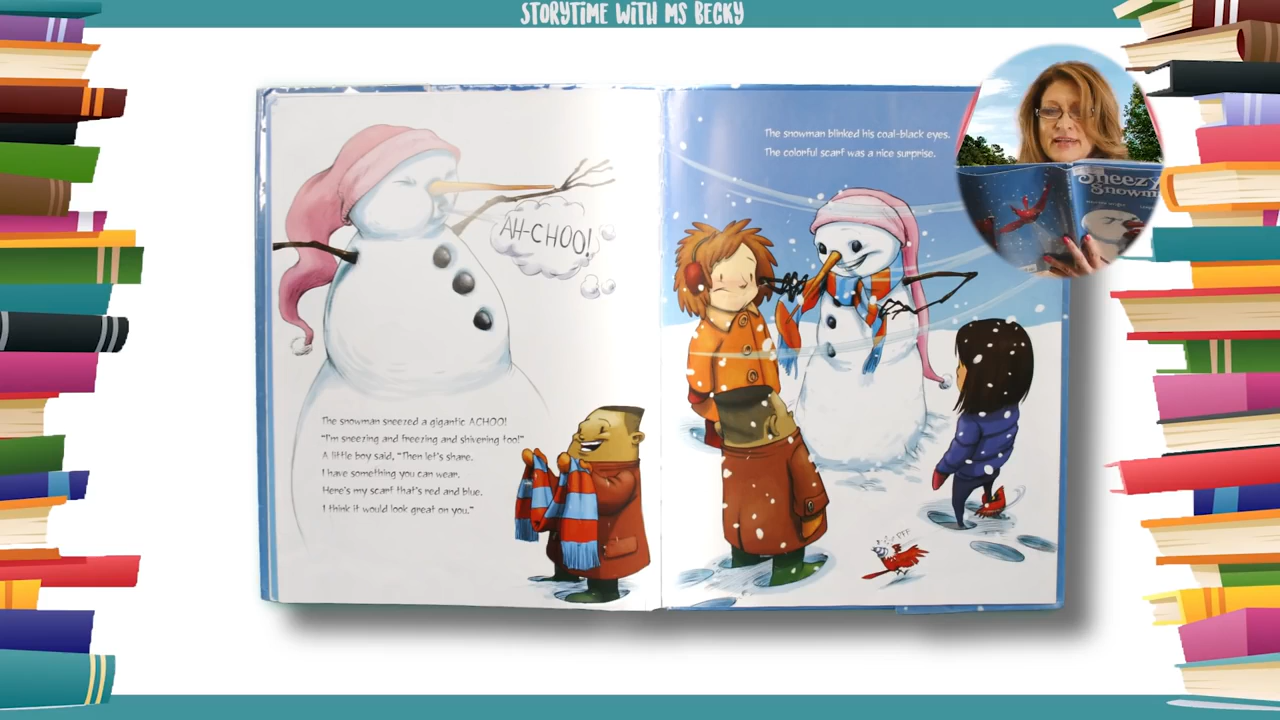 STORYTIME WITH MS BECKY
AH-CHOO!
The snowman sneezed a gigantic ACHOO!
"I'm sneezing and freezing and shivering too!"
A little boy said, "Then let's share.
I have something you can wear.
Here's my scarf that's red and blue.
I think it would look great on you."
The snowman blinked his coal-black eyes.
The colorful scarf was a nice surprise.
Sneezy
Snowm